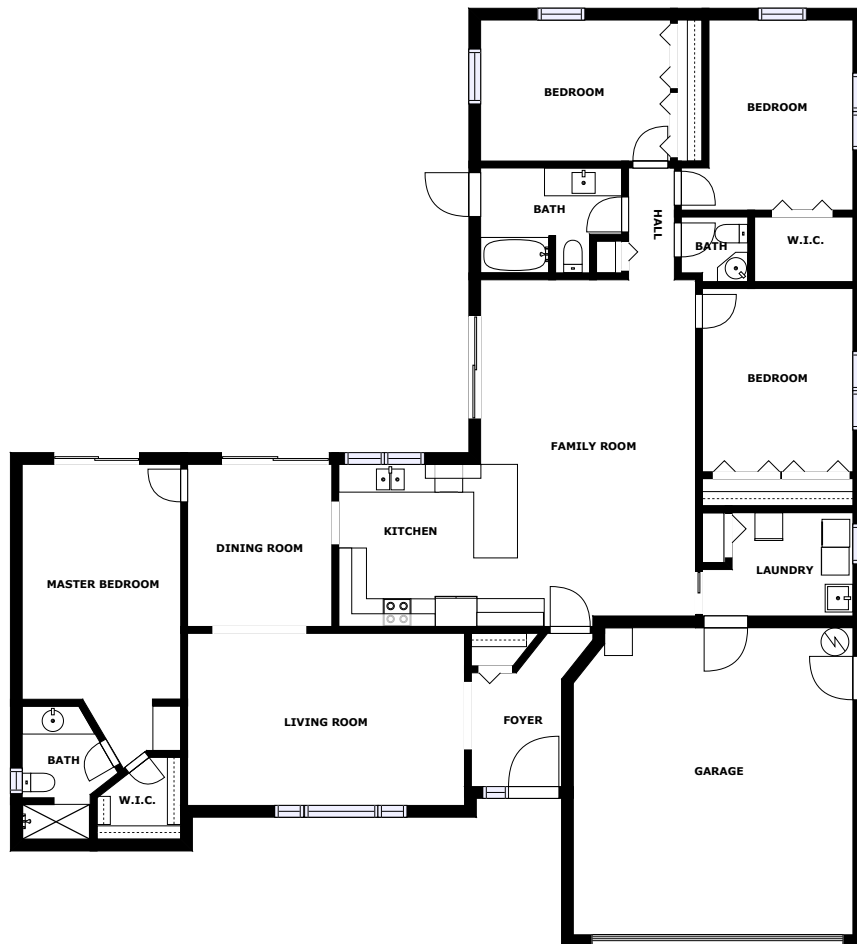 BEDROOM
BEDROOM
BATH
HALL
BATH
W.I.C.
BEDROOM
FAMILY ROOM
KITCHEN
DINING ROOM
LAUNDRY
MASTER BEDROOM
LIVING ROOM
FOYER
BATH
GARAGE
W.I.C.